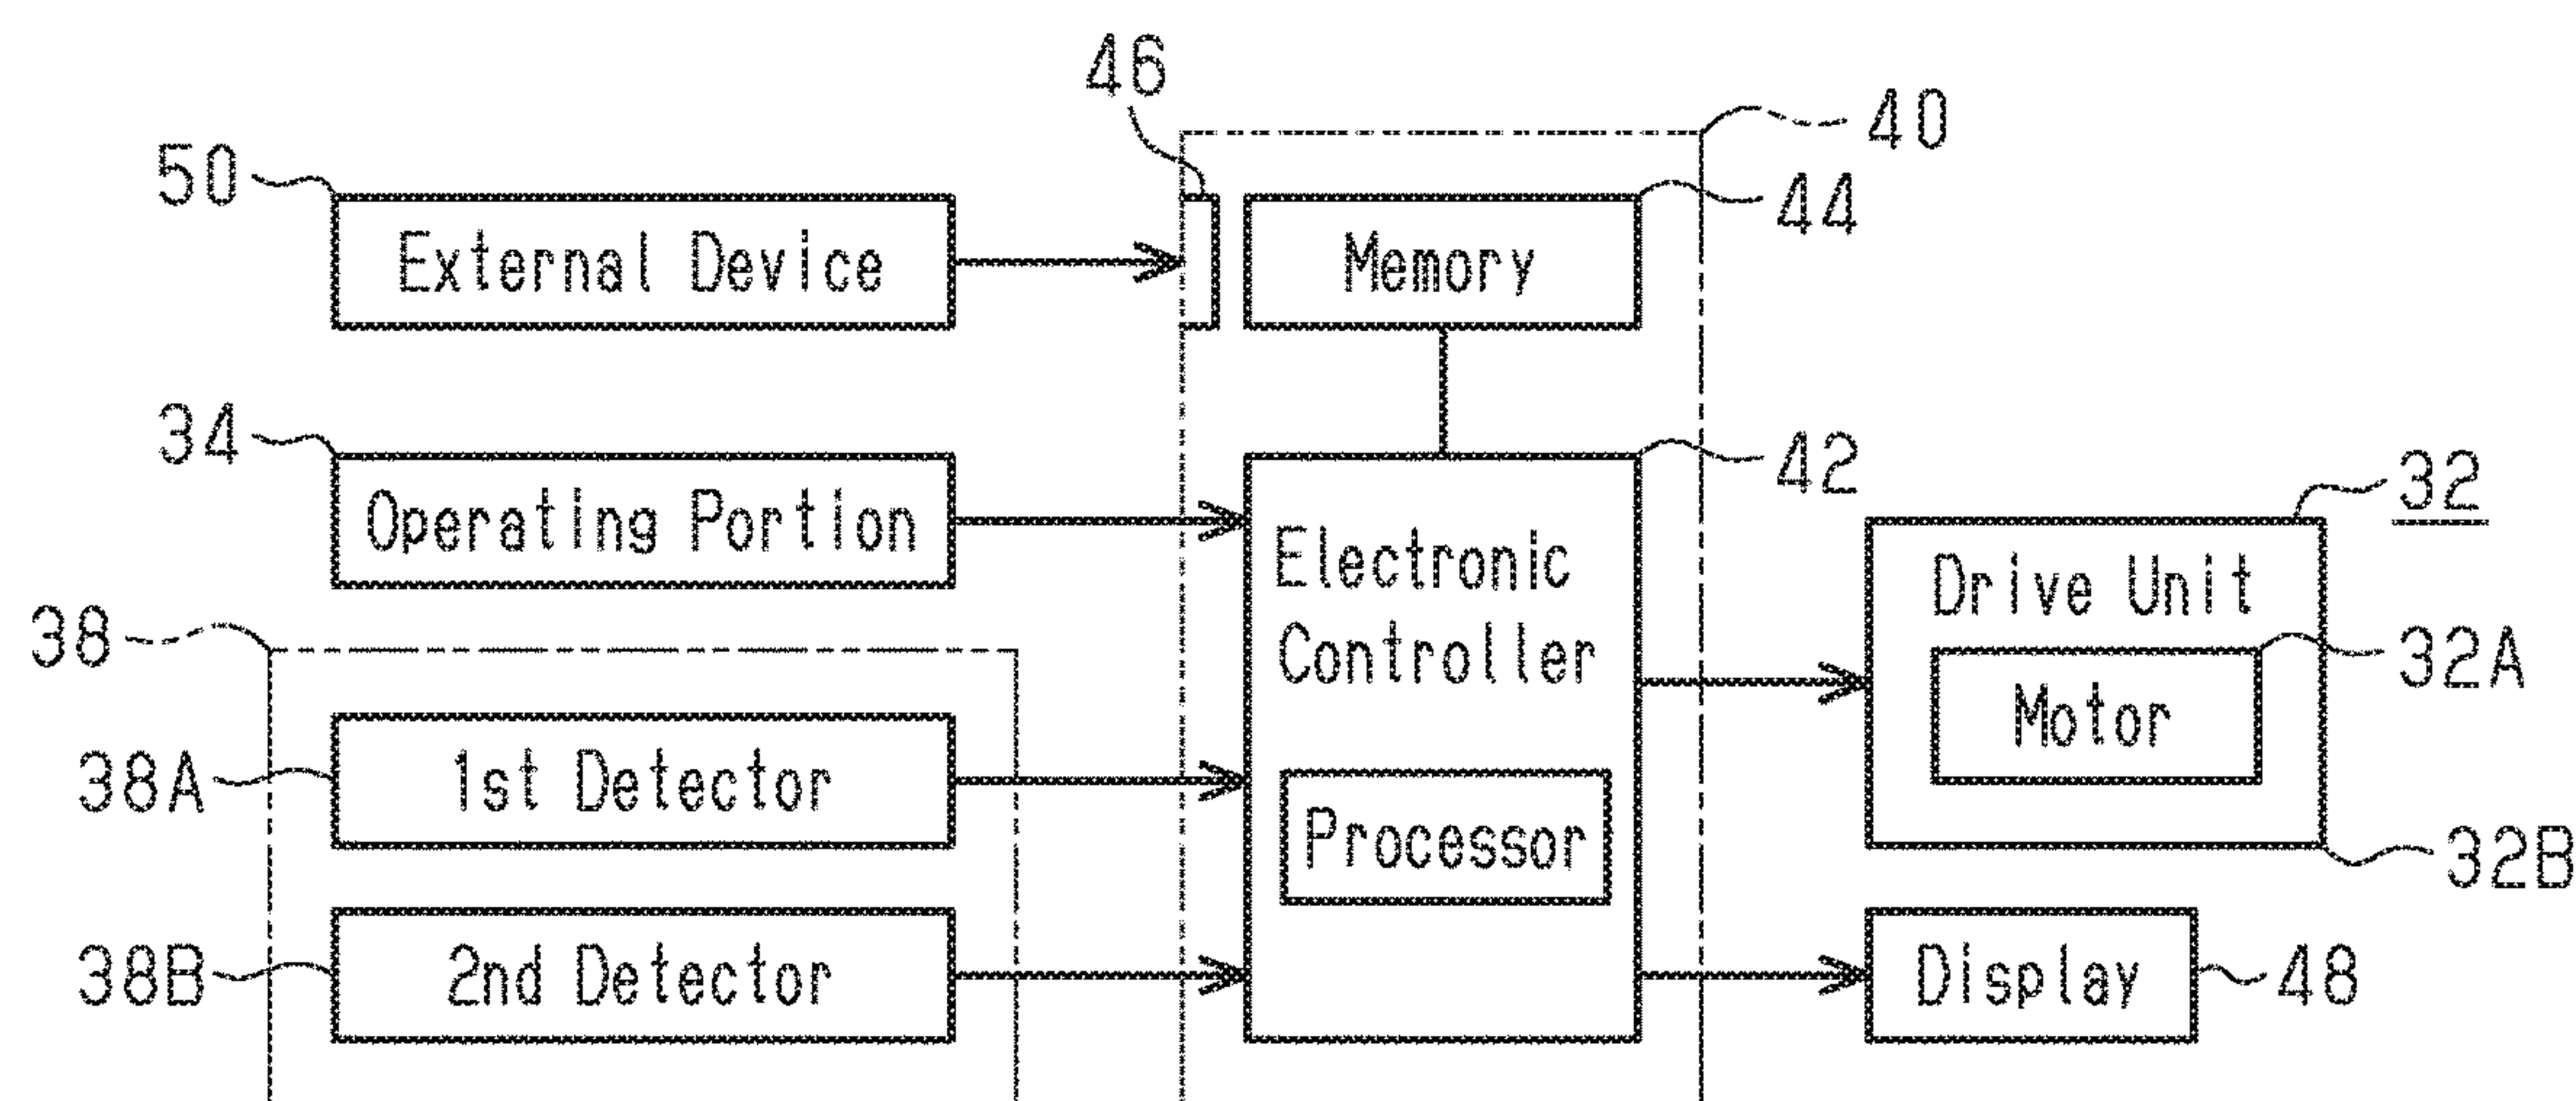 46
40
50
External Device
Memory
44
34
Operating Portion
42
Electronic
Controller
32
Drive Unit
38
32A
Motor
38A
1st Detector
Processor
32B
38B
2nd Detector
Display
48